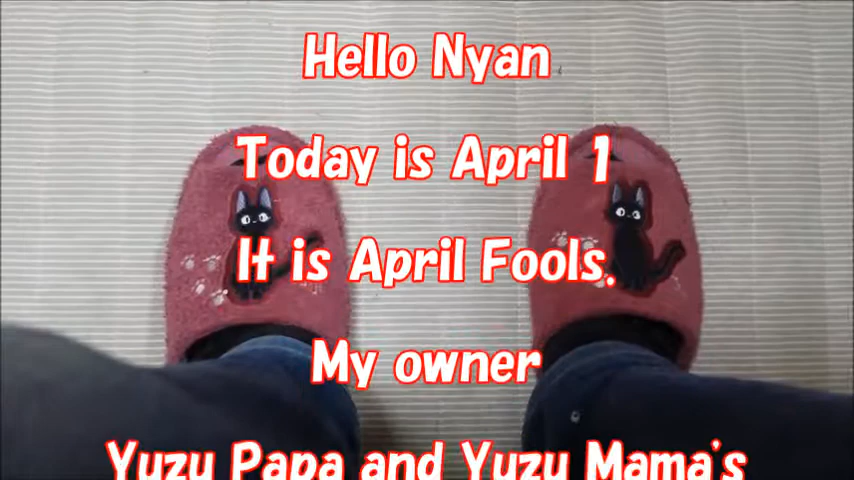 Hello Nyan
Today is April 1
It is April Fools.
My owner
Yuzu Papa and Yuzu Mama's